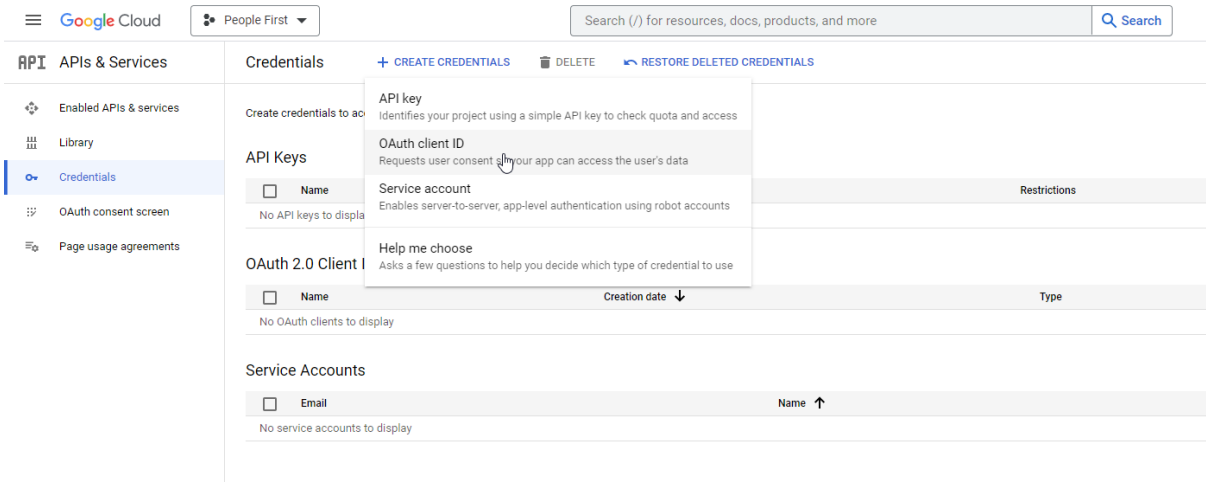 Google Cloud
People First
Search (/) for resources, docs, products, and more
Search
API APIs & Services
Credentials
+ CREATE CREDENTIALS
DELETE
RESTORE DELETED CREDENTIALS
Enabled APIs & services
Library
Credentials
OAuth consent screen
Page usage agreements
Create credentials to ac
API key
Identifies your project using a simple API key to check quota and access
OAuth client ID
Requests user consent your app can access the user's data
Service account
Enables server-to-server, app-level authentication using robot accounts
Help me choose
Asks a few questions to help you decide which type of credential to use
API Keys
Name
Restrictions
No API keys to displa
OAuth 2.0 Client
Name
Creation date
Type
No OAuth clients to display
Service Accounts
Email
Name
No service accounts to display